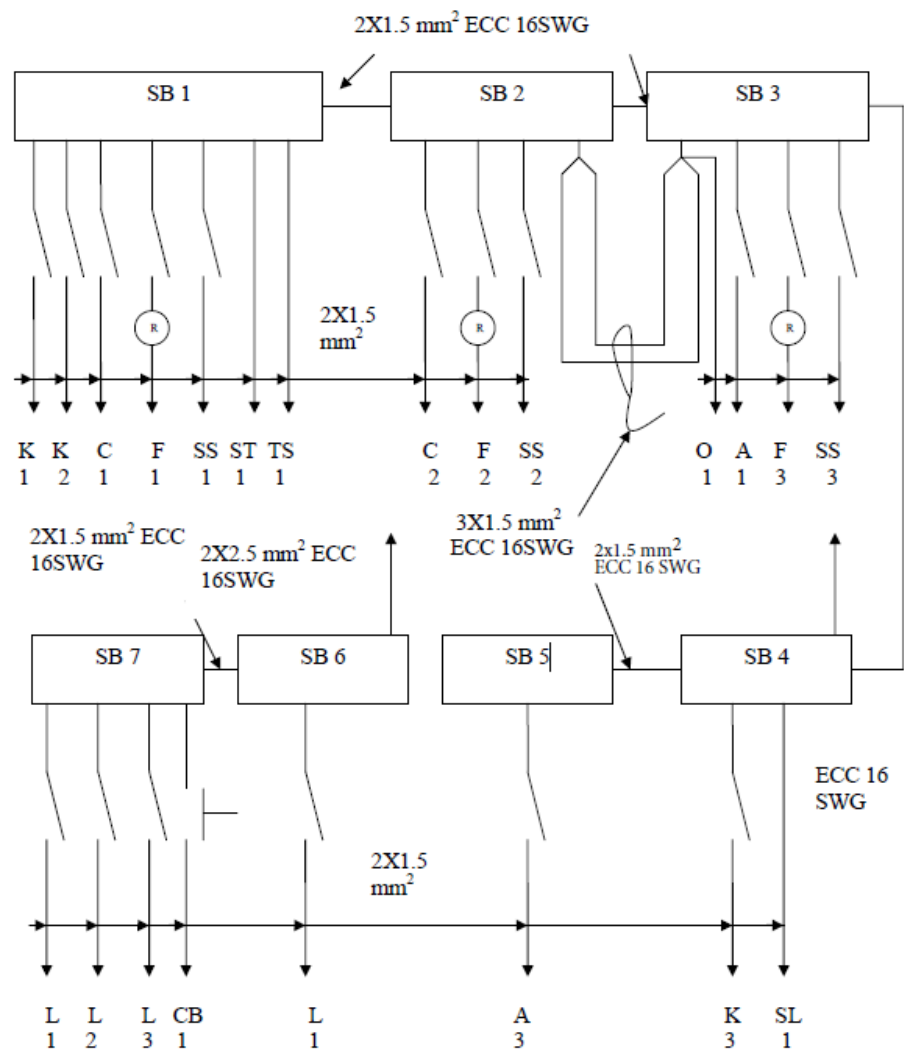 2X1.5 mm² ECC 16SWG
SB 1
SB 2
SB 3
R
R
R
2X1.5
mm²
K
1
K
2
C
1
F
1
SS
1
ST
1
TS
1
C
2
F
2
SS
2
O
1
A
1
F
3
SS
3
2X1.5 mm² ECC
16SWG
2X2.5 mm² ECC
16SWG
3X1.5 mm²
ECC 16SWG
2x1.5 mm²
ECC 16 SWG
SB 7
SB 6
SB 5
SB 4
ECC 16
SWG
2X1.5
mm²
L
1
L
2
L
3
CB
1
L
1
A
3
K
3
SL
1